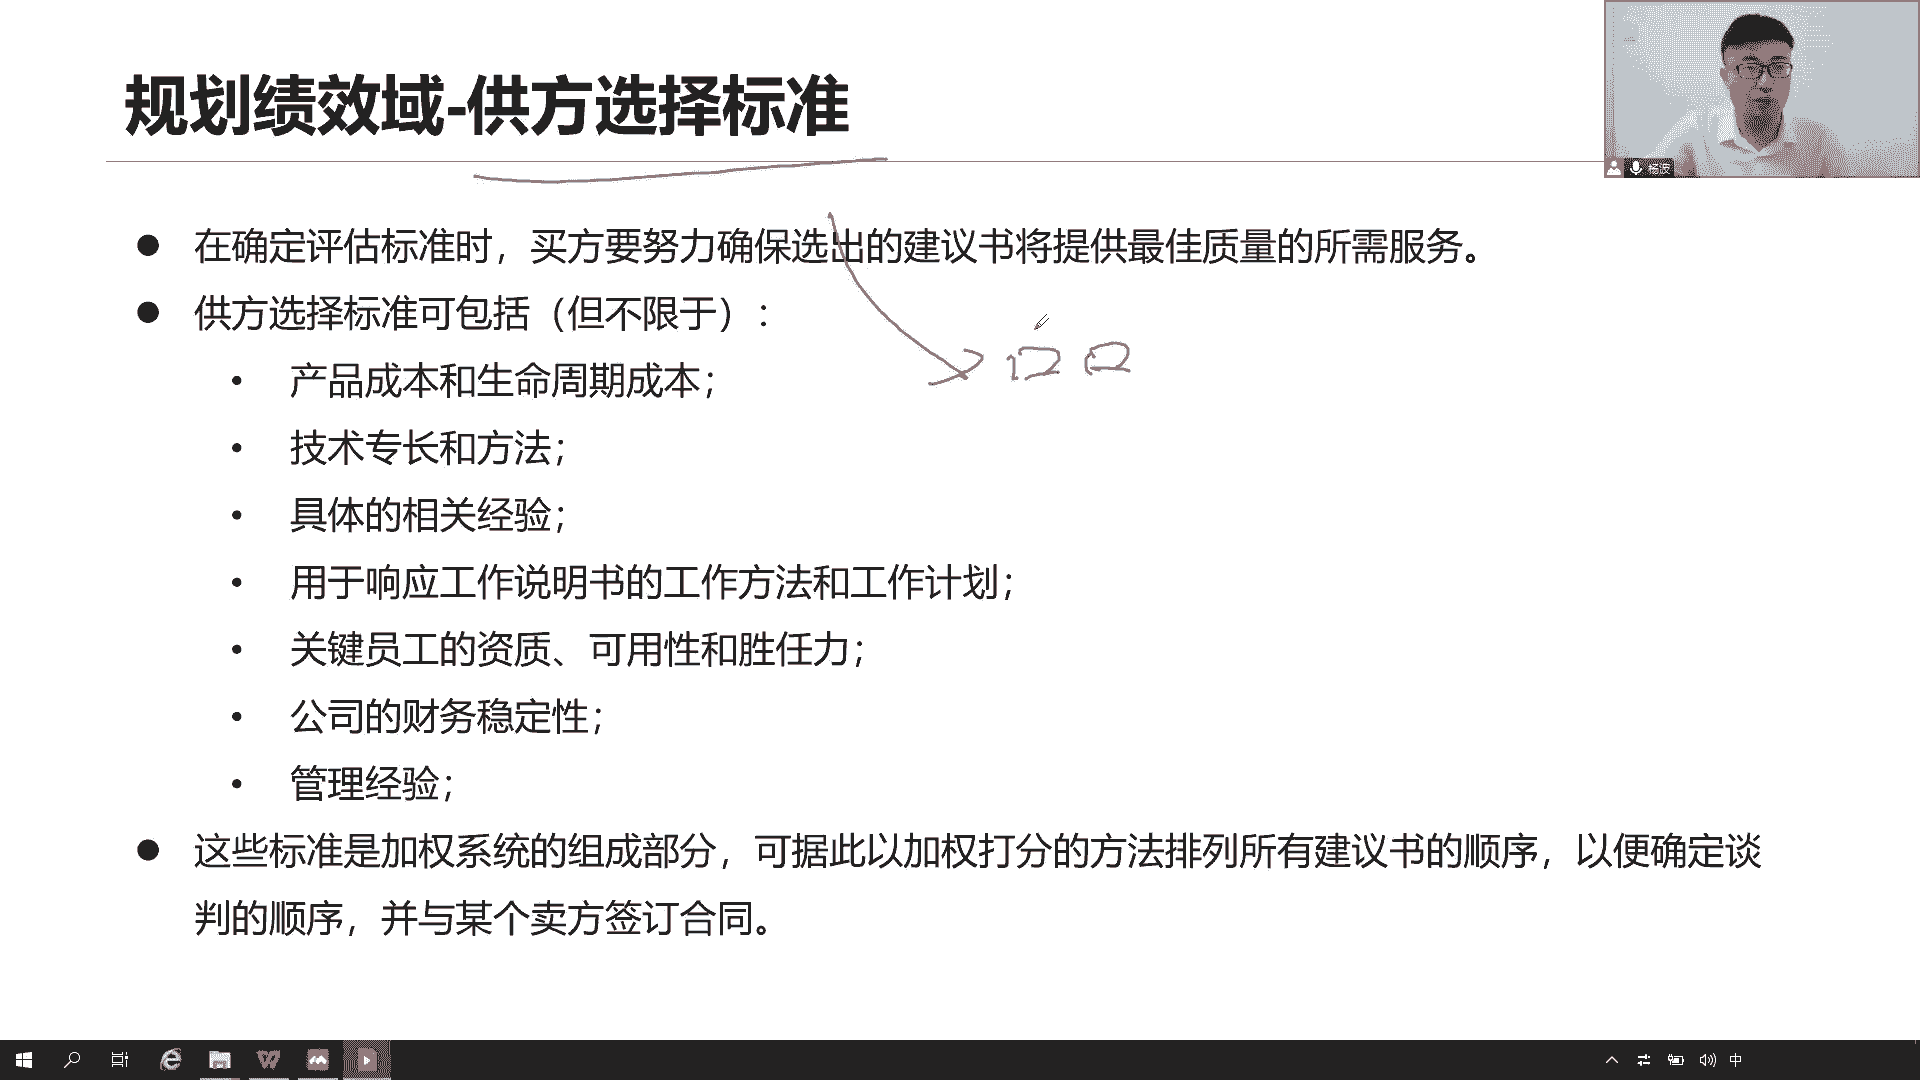 规划绩效域-供方选择标准
杨波
● 在确定评估标准时，买方要努力确保选出的建议书将提供最佳质量的所需服务。
● 供方选择标准可包括（但不限于）：
• 产品成本和生命周期成本；
• 技术专长和方法；
• 具体的相关经验；
• 用于响应工作说明书的工作方法和工作计划；
• 关键员工的资质、可用性和胜任力；
• 公司的财务稳定性；
• 管理经验；
● 这些标准是加权系统的组成部分，可据此以加权打分的方法排列所有建议书的顺序，以便确定谈
判的顺序，并与某个卖方签订合同。
中